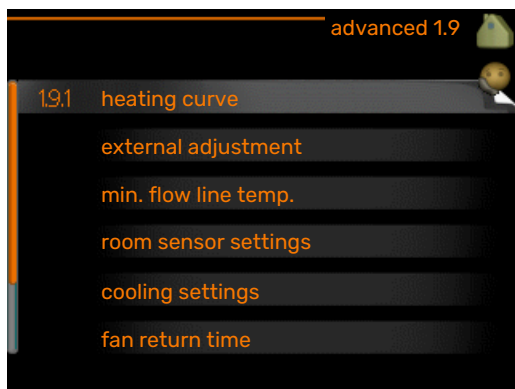 advanced 1.9
1.9.1 heating curve
external adjustment
min. flow line temp.
room sensor settings
cooling settings
fan return time